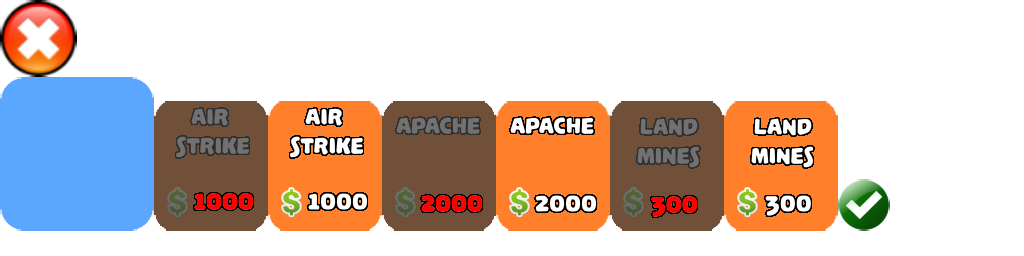 AIR
STRIKE
$ 1000
AIR
STRIKE
$ 1000
APACHE
$ 2000
APACHE
$ 2000
LAND
MINES
$ 300
LAND
MINES
$ 300